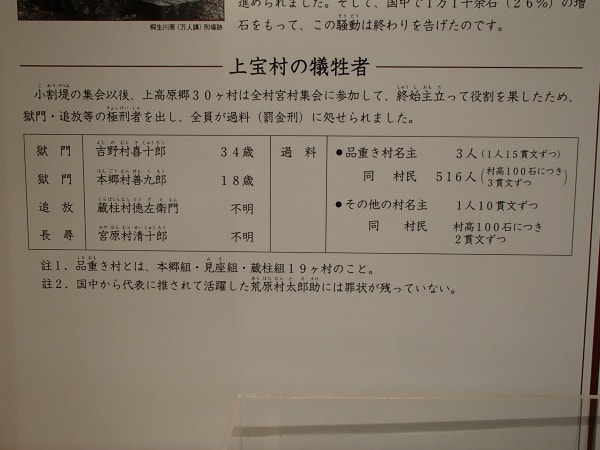 桐生川原(万人講)刑場跡
進められました。そして、国中で1万1千余石(26%)の増
石をもって、この騒動は終わりを告げたのです。
上宝村の犠牲者
小割堤の集会以後、上高原郷30ヶ村は全村宮村集会に参加して、終始主立って役割を果したため、
獄門・追放等の極刑者を出し、全員が過料(罰金刑)に処せられました。
獄門 吉野村喜十郎 34歳
獄門 本郷村善九郎 18歳
追放 蔵柱村徳左衛門 不明
長尋 宮原村清十郎 不明
過料
●品重き村名主 3人(1人15貫文ずつ)
同 村民 516人(村高100石につき3貫文ずつ)
●その他の村名主 1人10貫文ずつ
同 村民 村高100石につき
2貫文ずつ
註1.品重き村とは、本郷組・見座組・蔵柱組19ヶ村のこと。
註2.国中から代表に推されて活躍した荒原村太郎助には罪状が残っていない。